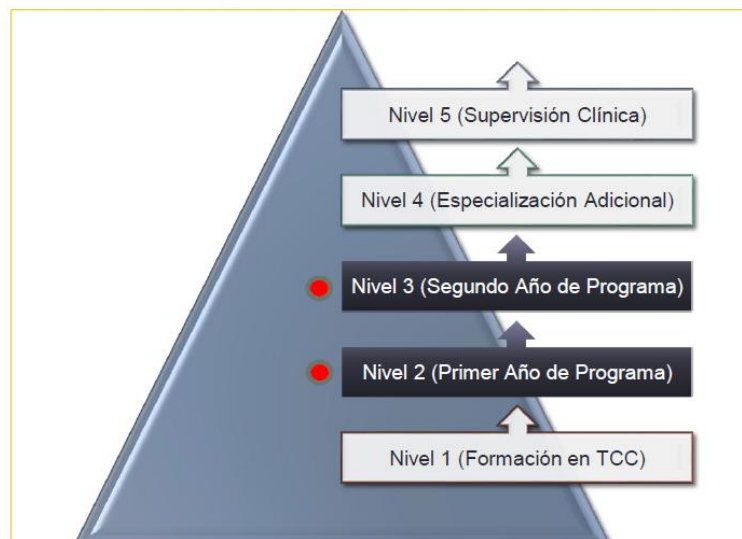 Nivel 5 (Supervisión Clínica)
Nivel 4 (Especialización Adicional)
Nivel 3 (Segundo Año de Programa)
Nivel 2 (Primer Año de Programa)
Nivel 1 (Formación en TCC)